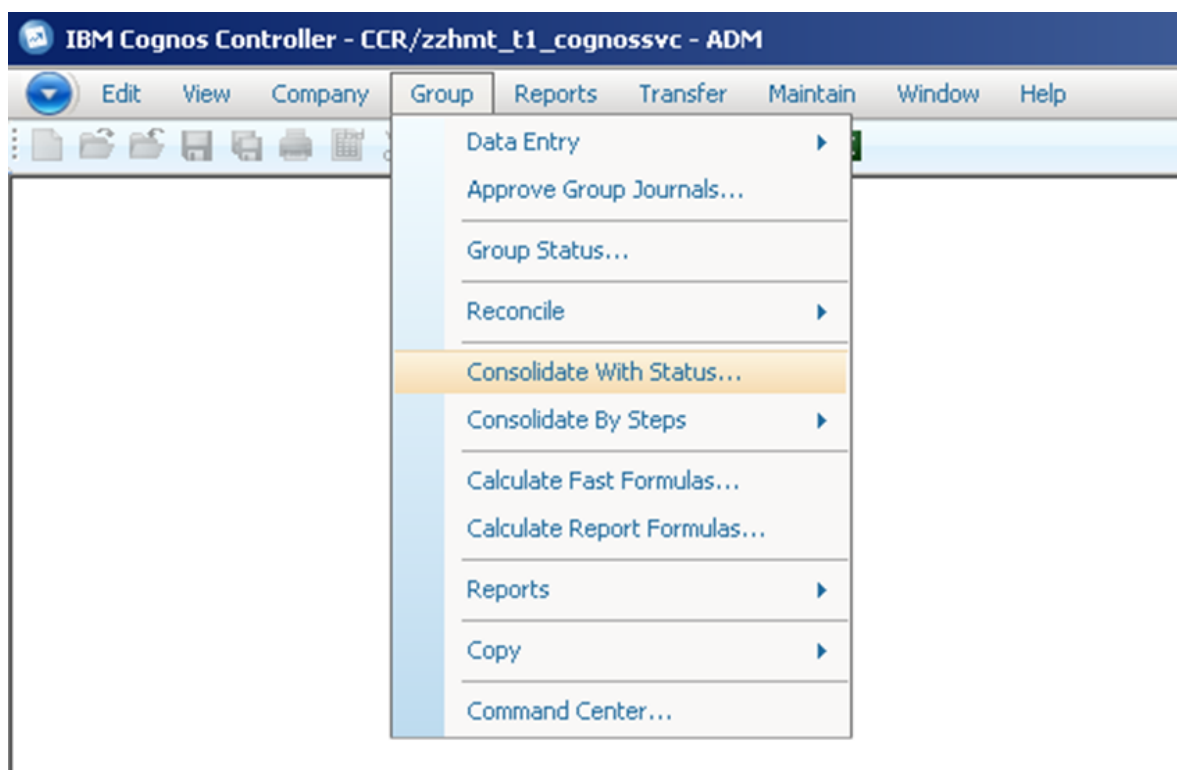 IBM Cognos Controller - CCR/zzhmt_t1_cognossvc - ADM
Edit View Company Group Reports Transfer Maintain Window Help
Data Entry
Approve Group Journals...
Group Status...
Reconcile
Consolidate With Status...
Consolidate By Steps
Calculate Fast Formulas...
Calculate Report Formulas...
Reports
Copy
Command Center...